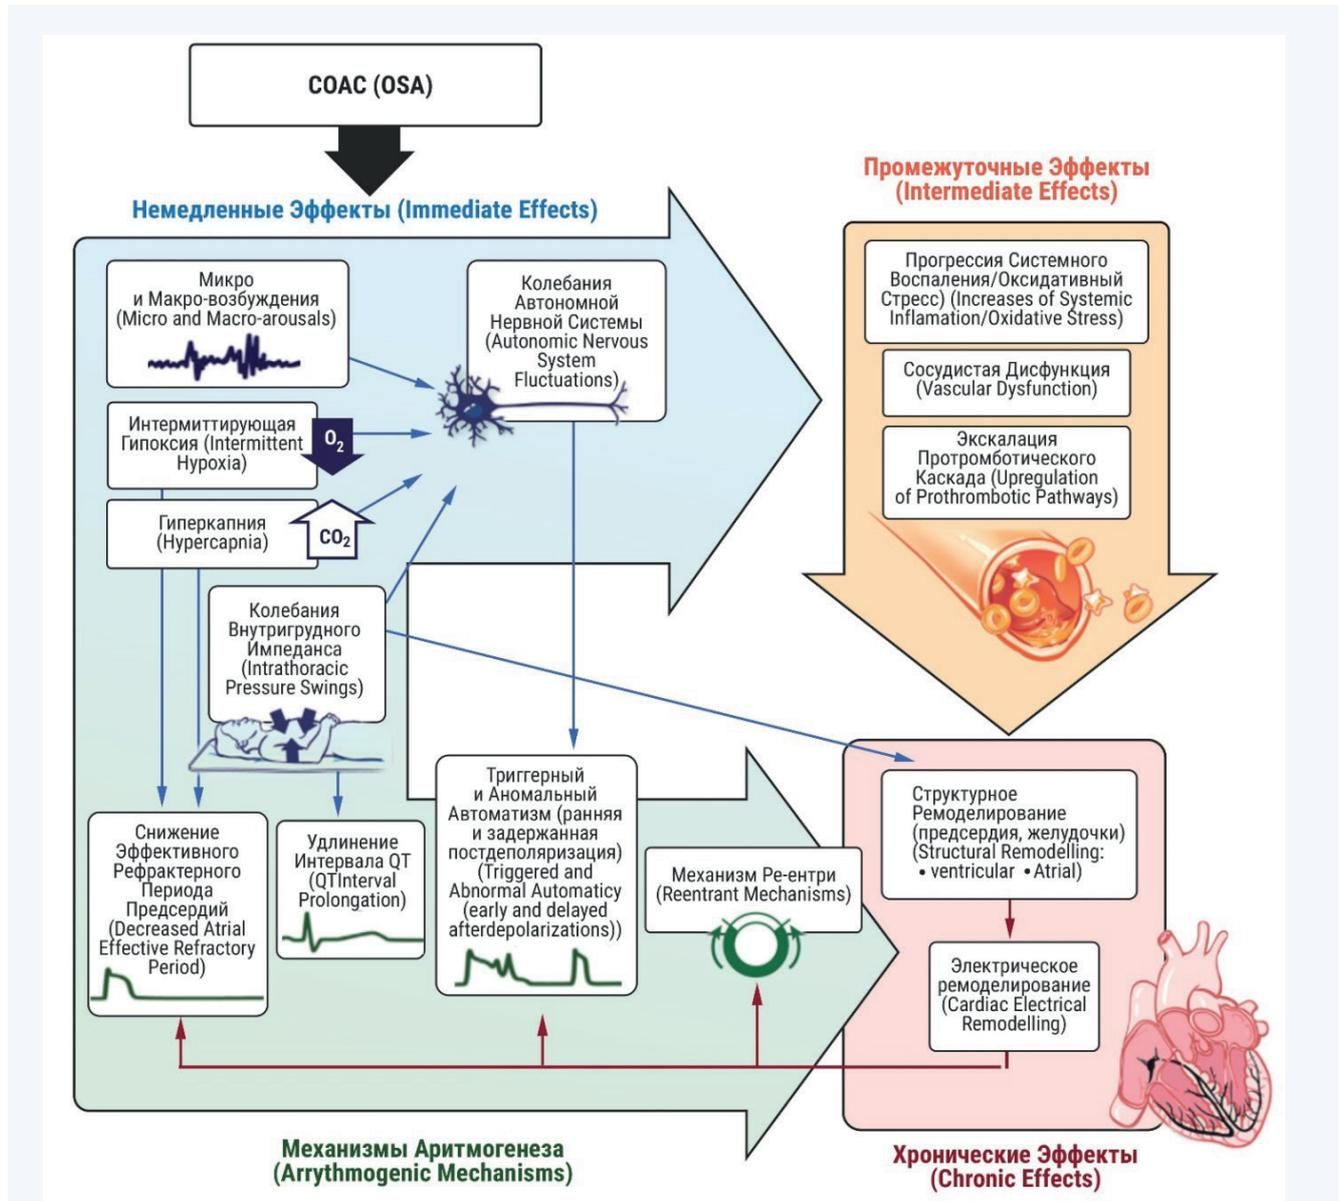 СОАС (OSA)
Немедленные Эффекты (Immediate Effects)
Микро
и Макро-возбуждения
(Micro and Macro-arousals)
Колебания
Автономной
Нервной Системы
(Autonomic Nervous
System
Fluctuations)
Интермиттирующая
Гипоксия (Intermittent
Hypoxia)
O2
Гиперкапния
(Hypercapnia)
CO2
Колебания
Внутригрудного
Импеданса
(Intrathoracic
Pressure Swings)
Промежуточные Эффекты
(Intermediate Effects)
Прогрессия Системного
Воспаления/Оксидативный
Стресс) (Increases of Systemic
Inflamation/Oxidative Stress)
Сосудистая Дисфункция
(Vascular Dysfunction)
Экскалация
Протромботического
Каскада (Upregulation
of Prothrombotic Pathways)
Снижение
Эффективного
Рефрактерного
Периода
Предсердий
(Decreased Atrial
Effective Refractory
Period)
Удлинение
Интервала QT
(QTInterval
Prolongation)
Триггерный
и Аномальный
Автоматизм (ранняя
и задержанная
постдеполяризация)
(Triggered and
Abnormal Automaticy
(early and delayed
afterdepolarizations))
Механизм Ре-ентри
(Reentrant Mechanisms)
Структурное
Ремоделирование
(предсердия, желудочки)
(Structural Remodelling:
• ventricular • Atrial)
Электрическое
ремоделирование
(Cardiac Electrical
Remodelling)
Механизмы Аритмогенеза
(Arrythmogenic Mechanisms)
Хронические Эффекты
(Chronic Effects)